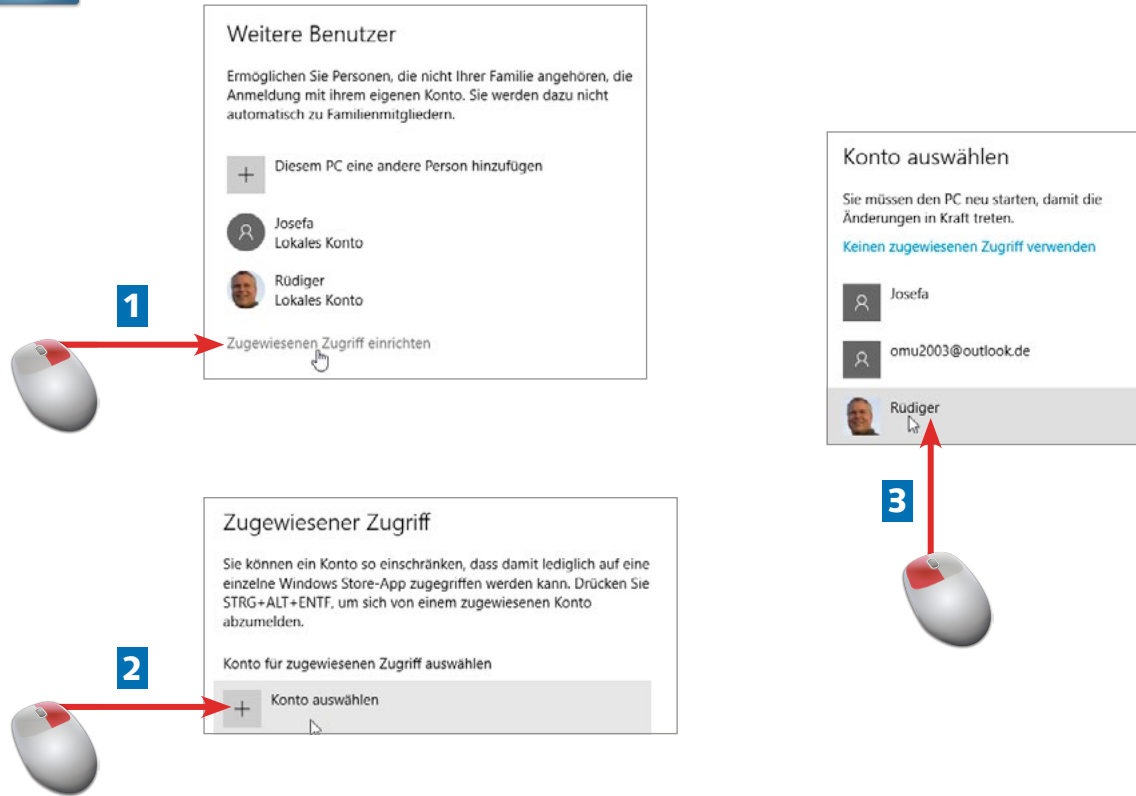 Weitere Benutzer
Ermöglichen Sie Personen, die nicht Ihrer Familie angehören, die
Anmeldung mit ihrem eigenen Konto. Sie werden dazu nicht
automatisch zu Familienmitgliedern.
Diesem PC eine andere Person hinzufügen
Josefa
Lokales Konto
Rüdiger
Lokales Konto
1
Zugewiesenen Zugriff einrichten
Zugewiesener Zugriff
Sie können ein Konto so einschränken, dass damit lediglich auf eine
einzelne Windows Store-App zugegriffen werden kann. Drücken Sie
STRG+ALT+ENTF, um sich von einem zugewiesenen Konto
abzumelden.
Konto für zugewiesenen Zugriff auswählen
2
Konto auswählen
Konto auswählen
Sie müssen den PC neu starten, damit die
Änderungen in Kraft treten.
Keinen zugewiesenen Zugriff verwenden
Josefa
omu2003@outlook.de
Rüdiger
3